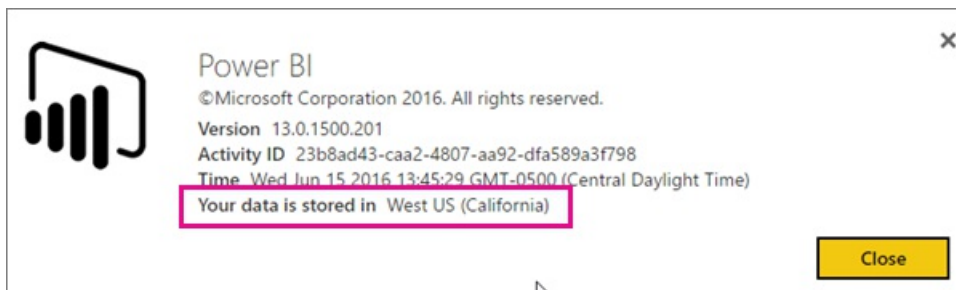 Power BI
©Microsoft Corporation 2016. All rights reserved.
Version 13.0.1500.201
Activity ID 23b8ad43-caa2-4807-aa92-dfa589a3f798
Time Wed Jun 15 2016 13:45:29 GMT-0500 (Central Daylight Time)
Your data is stored in West US (California)
Close